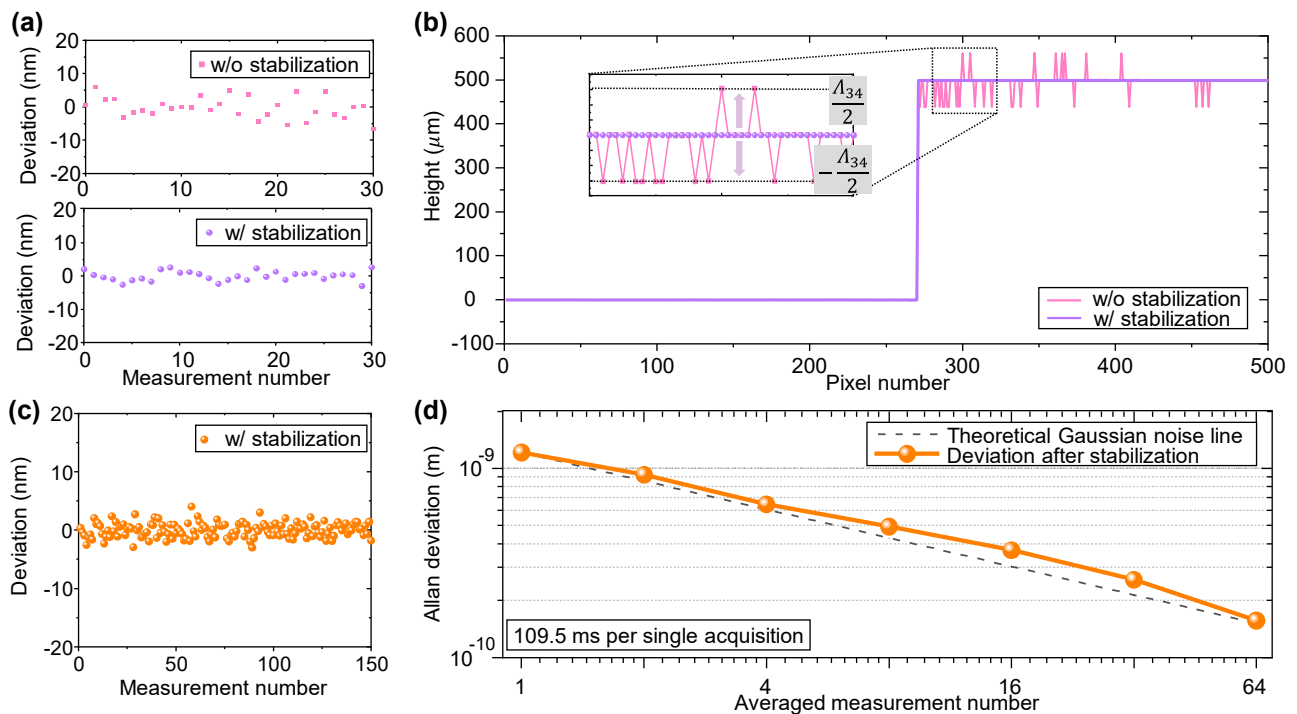 (a)
20
10
0
-10
-20
Deviation (nm)
w/o stabilization
0
10
20
30
20
10
0
-10
-20
Deviation (nm)
w/ stabilization
0
10
20
30
Measurement number
(b)
600
500
400
300
200
100
0
-100
Height (μm)
Λ34
2
−
Λ34
2
w/o stabilization
w/ stabilization
0
100
200
300
400
500
Pixel number
(c)
20
10
0
-10
-20
Deviation (nm)
w/ stabilization
0
50
100
150
Measurement number
(d)
10-9
10-10
Allan deviation (m)
Theoretical Gaussian noise line
Deviation after stabilization
109.5 ms per single acquisition
1
4
16
64
Averaged measurement number